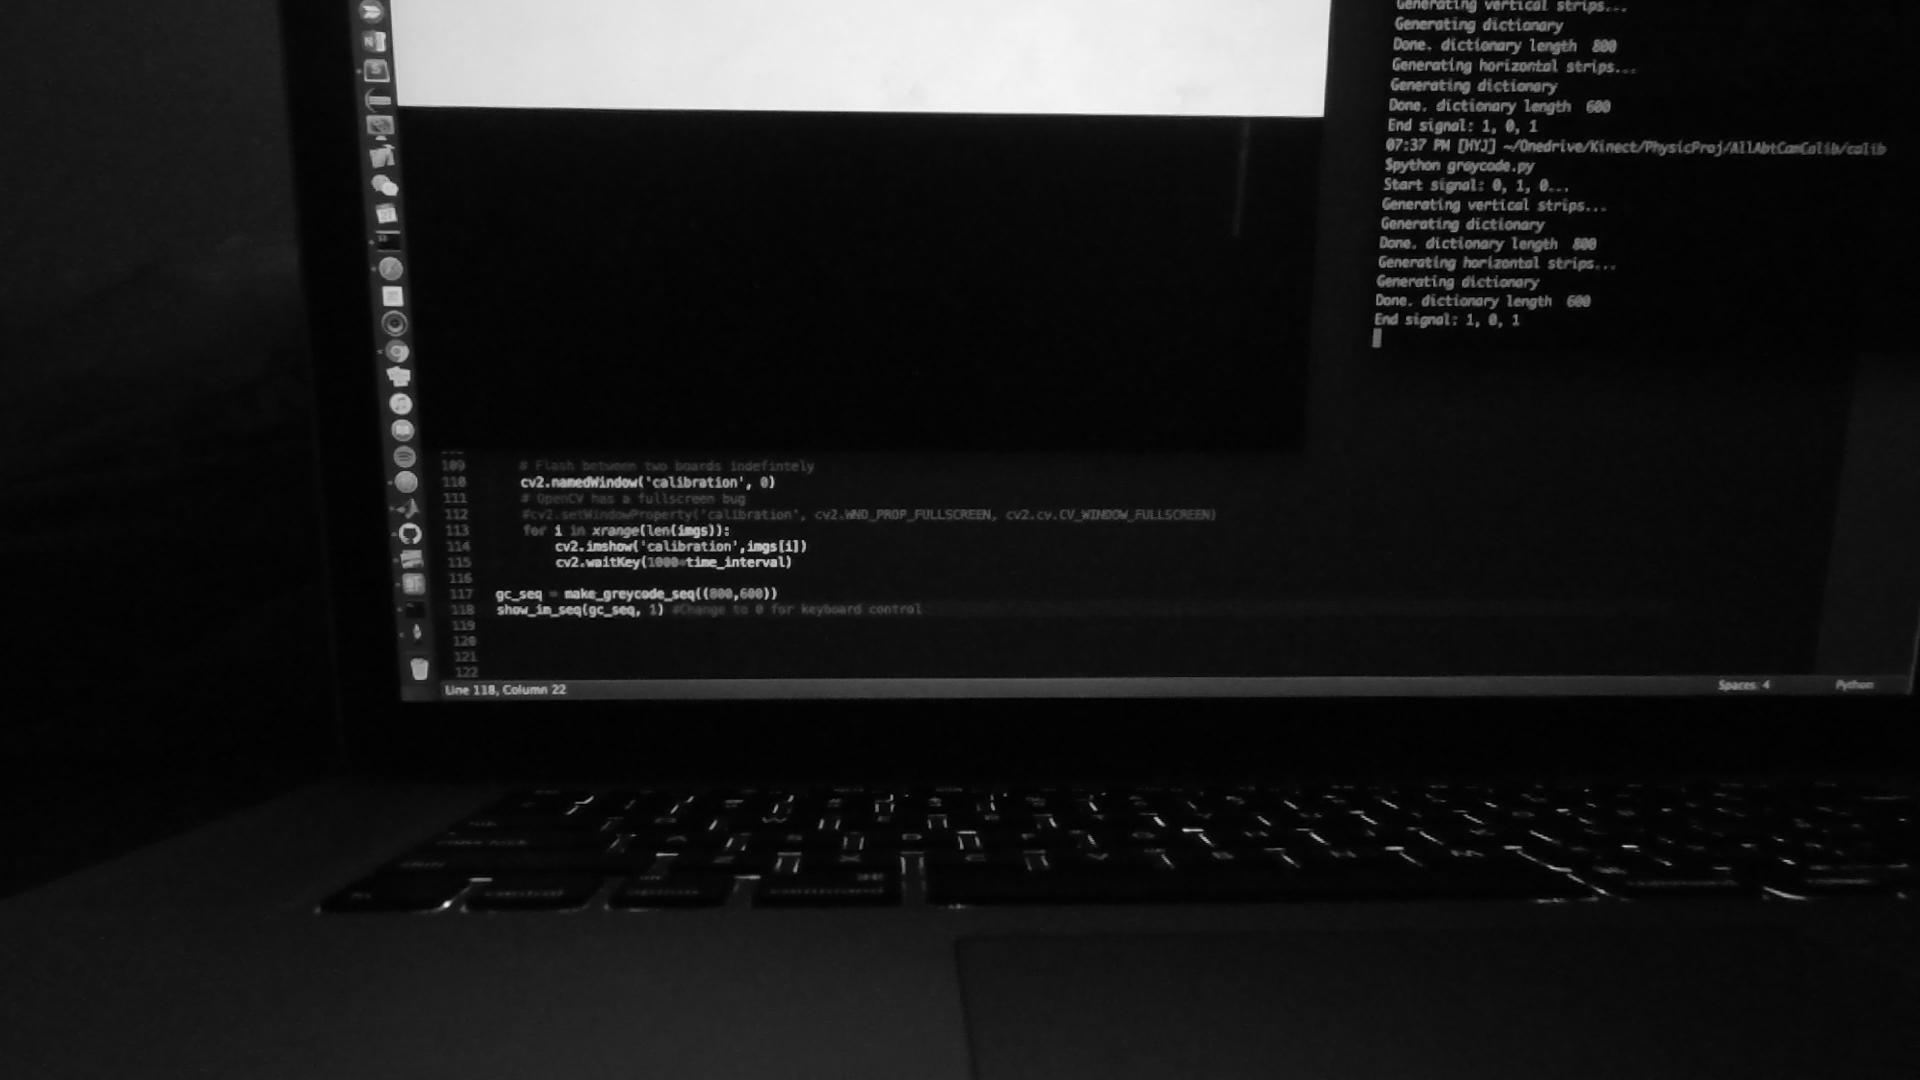 Generating vertical strips...
Generating dictionary
Done. dictionary length 800
Generating horizontal strips...
Generating dictionary
Done. dictionary length 600
End signal: 1, 0, 1
07:37 PM [HYJ] ~/Onedrive/Kinect/PhysicProj/AllAbtCamCalib/calib
$python greycode.py
Start signal: 0, 1, 0...
Generating vertical strips...
Generating dictionary
Done. dictionary length 800
Generating horizontal strips...
Generating dictionary
Done. dictionary length 600
End signal: 1, 0, 1
109 # Flash between two boards indefintely
110 cv2.namedWindow('calibration', 0)
111 # OpenCV has a fullscreen bug
112 #cv2.setWindowProperty('calibration', cv2.WND_PROP_FULLSCREEN, cv2.cv.CV_WINDOW_FULLSCREEN)
113 for i in xrange(len(imgs)):
114 cv2.imshow('calibration',imgs[i])
115 cv2.waitKey(1000*time_interval)
116
117 gc_seq = make_greycode_seq((800,600))
118 show_im_seq(gc_seq, 1) #Change to 0 for keyboard control
119
120
121
122
Line 118, Column 22
Spaces: 4
Python